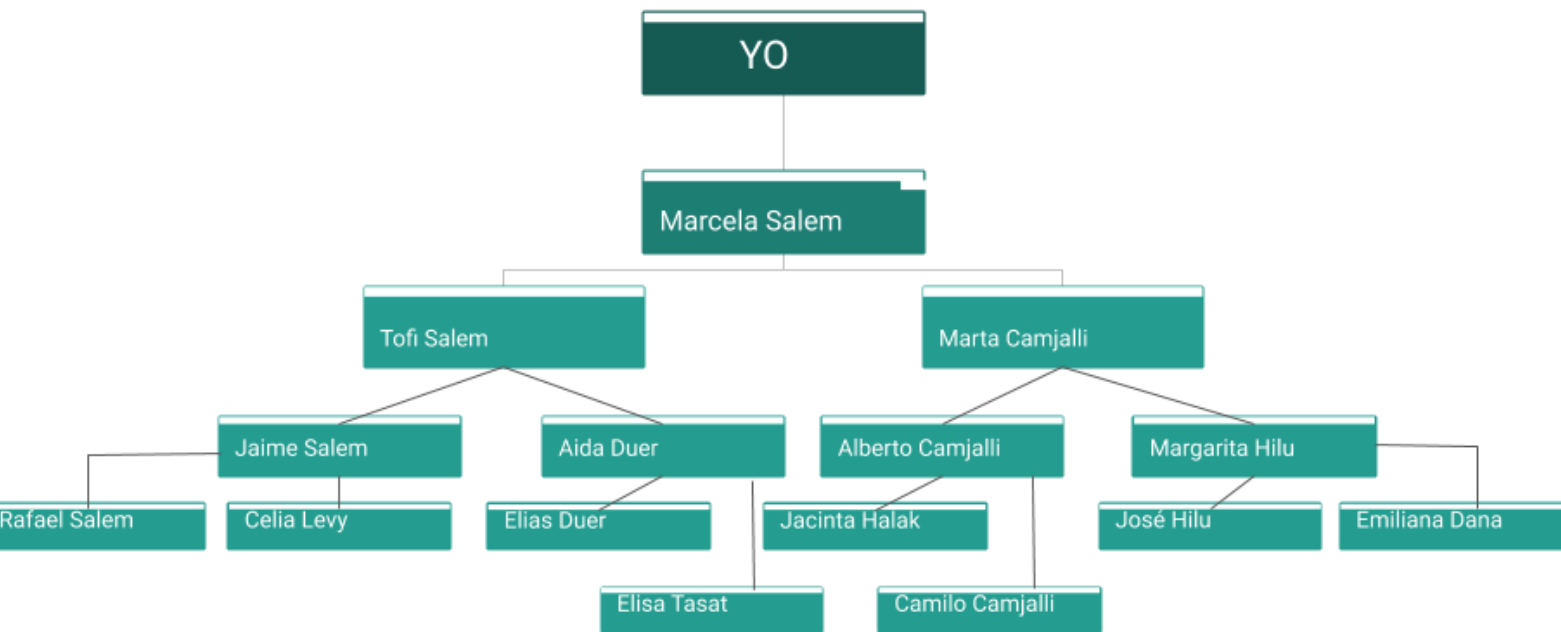 YO
Marcela Salem
Tofi Salem
Marta Camjalli
Jaime Salem
Aida Duer
Alberto Camjalli
Margarita Hilu
Rafael Salem
Celia Levy
Elias Duer
Jacinta Halak
José Hilu
Emiliana Dana
Elisa Tasat
Camilo Camjalli